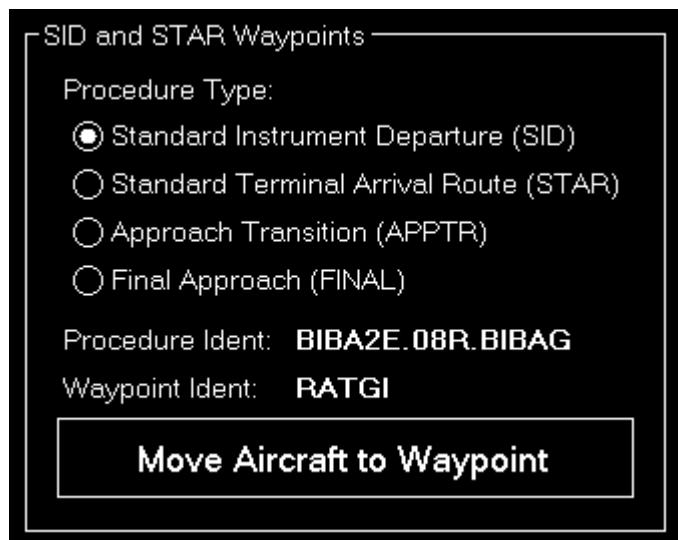 SID and STAR Waypoints
Procedure Type:
Standard Instrument Departure (SID)
Standard Terminal Arrival Route (STAR)
Approach Transition (APPTR)
Final Approach (FINAL)
Procedure Ident: BIBA2E.08R.BIBAG
Waypoint Ident: RATGI
Move Aircraft to Waypoint